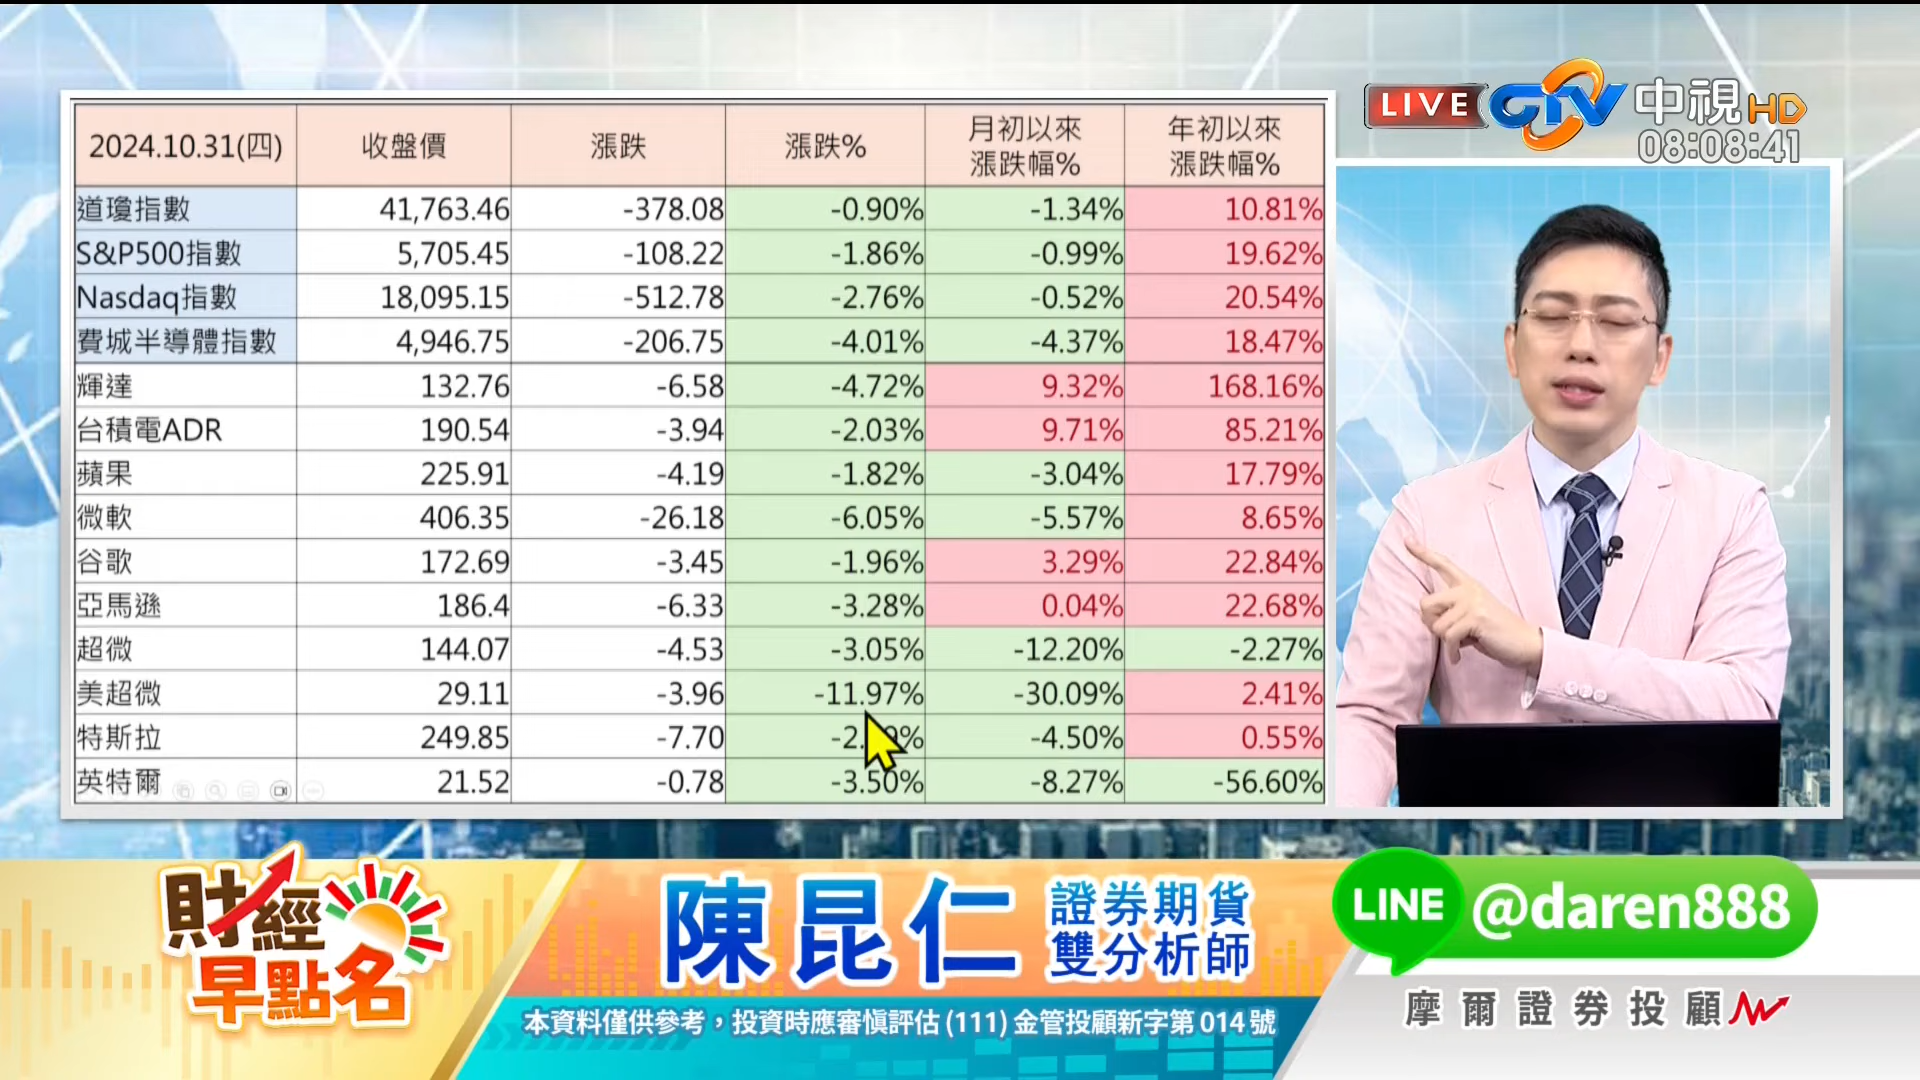 LIVE CTV 中視 HD
08:08:41
2024.10.31(四) 收盤價 漲跌 漲跌% 月初以來漲跌幅% 年初以來漲跌幅%
道瓊指數 41,763.46 -378.08 -0.90% -1.34% 10.81%
S&P500指數 5,705.45 -108.22 -1.86% -0.99% 19.62%
Nasdaq指數 18,095.15 -512.78 -2.76% -0.52% 20.54%
費城半導體指數 4,946.75 -206.75 -4.01% -4.37% 18.47%
輝達 132.76 -6.58 -4.72% 9.32% 168.16%
台積電ADR 190.54 -3.94 -2.03% 9.71% 85.21%
蘋果 225.91 -4.19 -1.82% -3.04% 17.79%
微軟 406.35 -26.18 -6.05% -5.57% 8.65%
谷歌 172.69 -3.45 -1.96% 3.29% 22.84%
亞馬遜 186.4 -6.33 -3.28% 0.04% 22.68%
超微 144.07 -4.53 -3.05% -12.20% -2.27%
美超微 29.11 -3.96 -11.97% -30.09% 2.41%
特斯拉 249.85 -7.70 -4.50% 0.55%
英特爾 21.52 -0.78 -3.50% -8.27% -56.60%
財經
早點名
陳昆仁
證券期貨
雙分析師
本資料僅供參考，投資時應審慎評估 (111) 金管投顧新字第 014 號
LINE @daren888
摩爾證券投顧